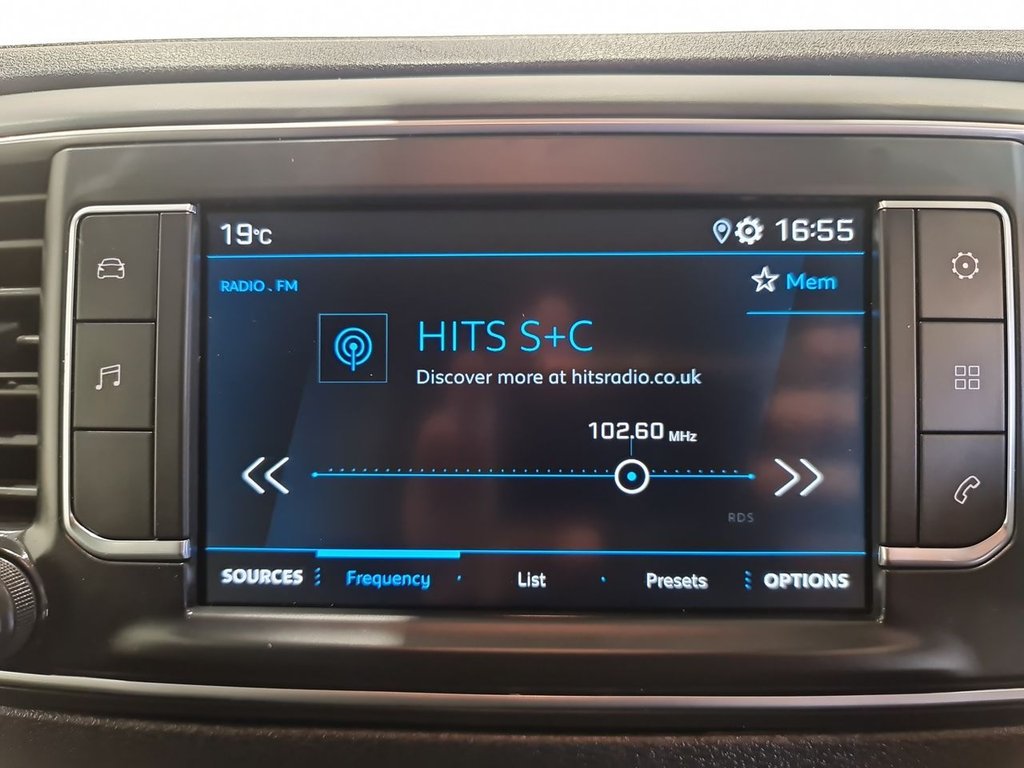 19°C
16:55
RADIO . FM
Mem
HITS S+C
Discover more at hitsradio.co.uk
102.60 MHz
RDS
SOURCES Frequency List Presets OPTIONS